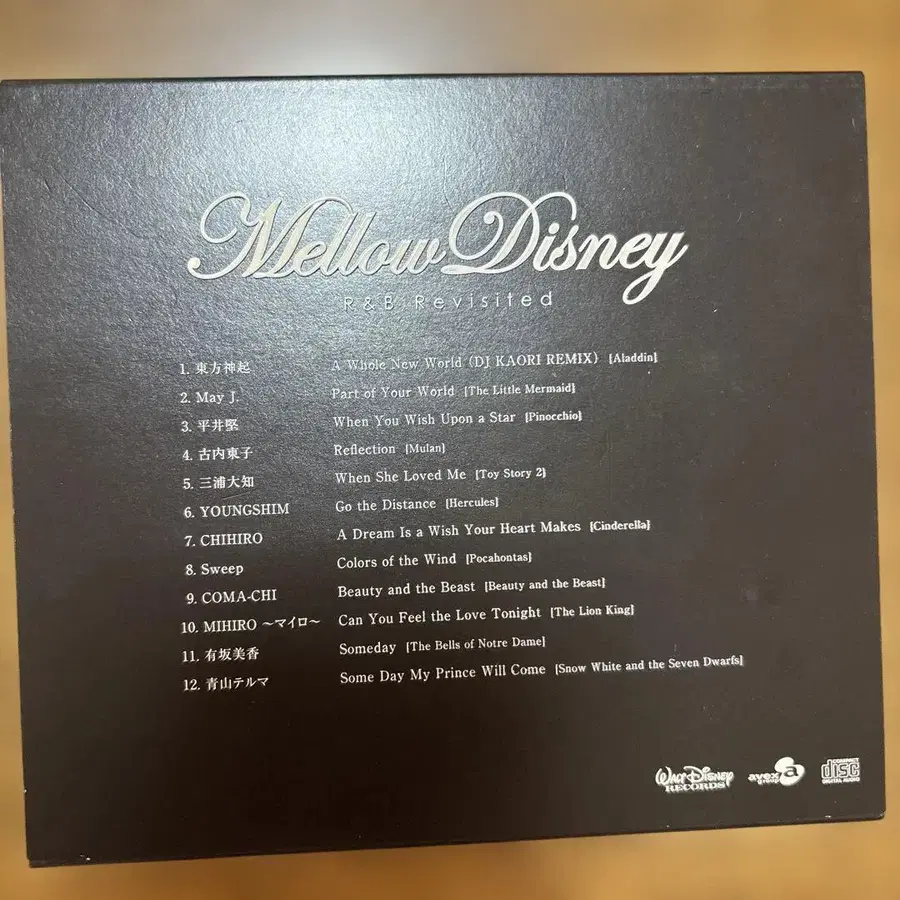 Mellow Disney
R&B Revisited
1. 東方神起 A Whole New World (DJ KAORI REMIX) [Aladdin]
2. May J. Part of Your World [The Little Mermaid]
3. 平井堅 When You Wish Upon a Star [Pinocchio]
4. 古内東子 Reflection [Mulan]
5. 三浦大知 When She Loved Me [Toy Story 2]
6. YOUNGSHIM Go the Distance [Hercules]
7. CHIHIRO A Dream Is a Wish Your Heart Makes [Cinderella]
8. Sweep Colors of the Wind [Pocahontas]
9. COMA-CHI Beauty and the Beast [Beauty and the Beast]
10. MIHIRO 〜マイロ〜 Can You Feel the Love Tonight [The Lion King]
11. 有坂美香 Someday [The Bells of Notre Dame]
12. 青山テルマ Some Day My Prince Will Come [Snow White and the Seven Dwarfs]
WALT DISNEY RECORDS
avex group a
COMPACT disc DIGITAL AUDIO